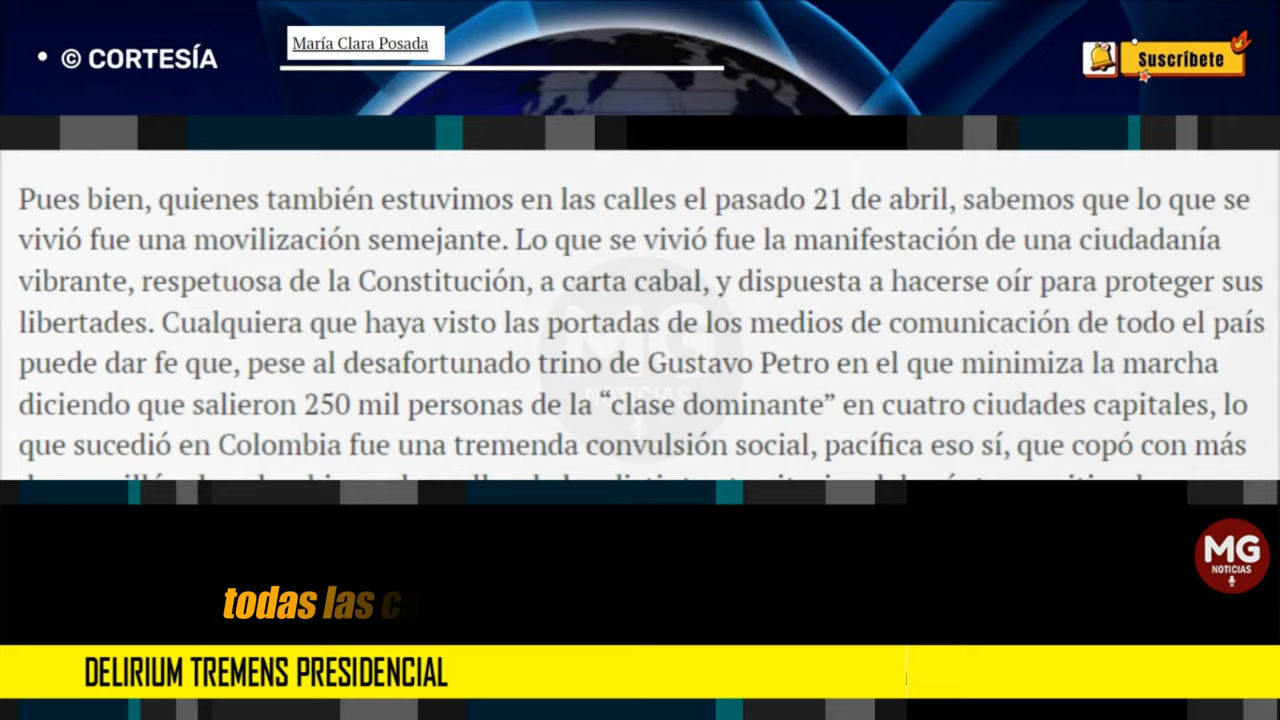 • © CORTESÍA
María Clara Posada
Suscríbete
Pues bien, quienes también estuvimos en las calles el pasado 21 de abril, sabemos que lo que se
vivió fue una movilización semejante. Lo que se vivió fue la manifestación de una ciudadanía
vibrante, respetuosa de la Constitución, a carta cabal, y dispuesta a hacerse oír para proteger sus
libertades. Cualquiera que haya visto las portadas de los medios de comunicación de todo el país
puede dar fe que, pese al desafortunado trino de Gustavo Petro en el que minimiza la marcha
diciendo que salieron 250 mil personas de la “clase dominante” en cuatro ciudades capitales, lo
que sucedió en Colombia fue una tremenda convulsión social, pacífica eso sí, que copó con más
MG
NOTICIAS
todas las
DELIRIUM TREMENS PRESIDENCIAL